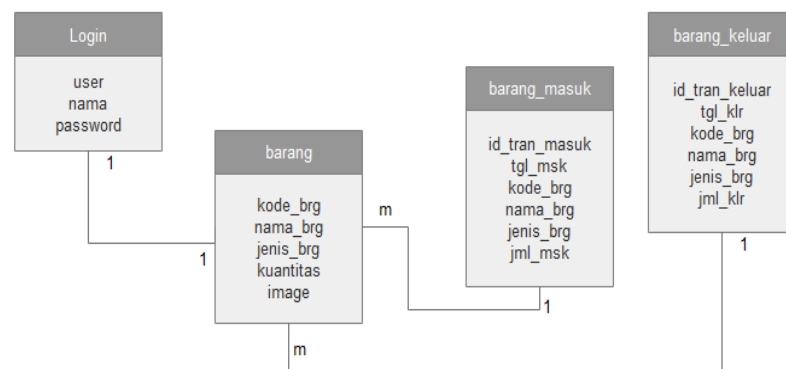 Login
user
nama
password
1
barang
kode_brg
nama_brg
jenis_brg
kuantitas
image
1
m
m
barang_masuk
id_tran_masuk
tgl_msk
kode_brg
nama_brg
jenis_brg
jml_msk
1
barang_keluar
id_tran_keluar
tgl_klr
kode_brg
nama_brg
jenis_brg
jml_klr
1